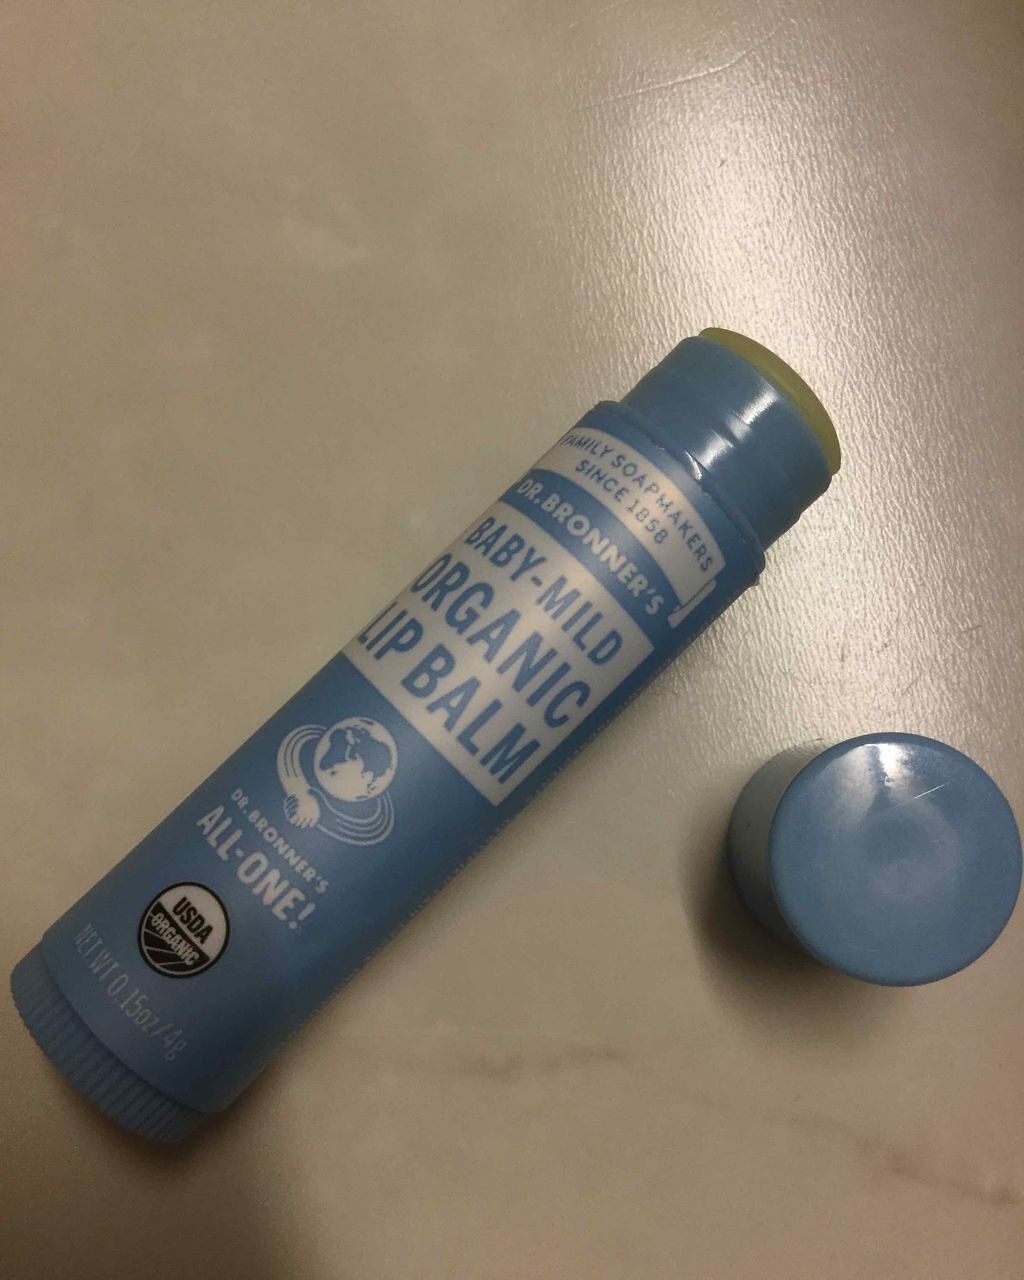 FAMILY SOAPMAKERS
SINCE 1858
DR. BRONNER'S
BABY-MILD
ORGANIC
LIP BALM
DR. BRONNER'S
ALL-ONE!
USDA
ORGANIC
NET WT 0.15oz/4g